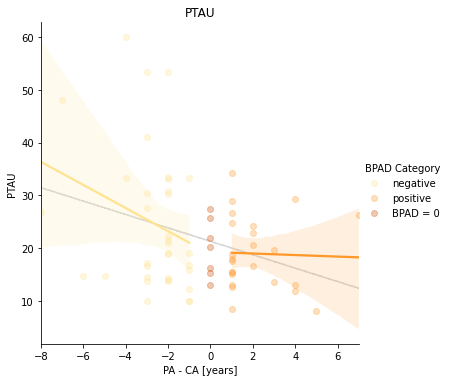 PTAU
60
50
40
30
20
10
PTAU
−8
−6
−4
−2
0
2
4
6
PA - CA [years]
BPAD Category
negative
positive
BPAD = 0